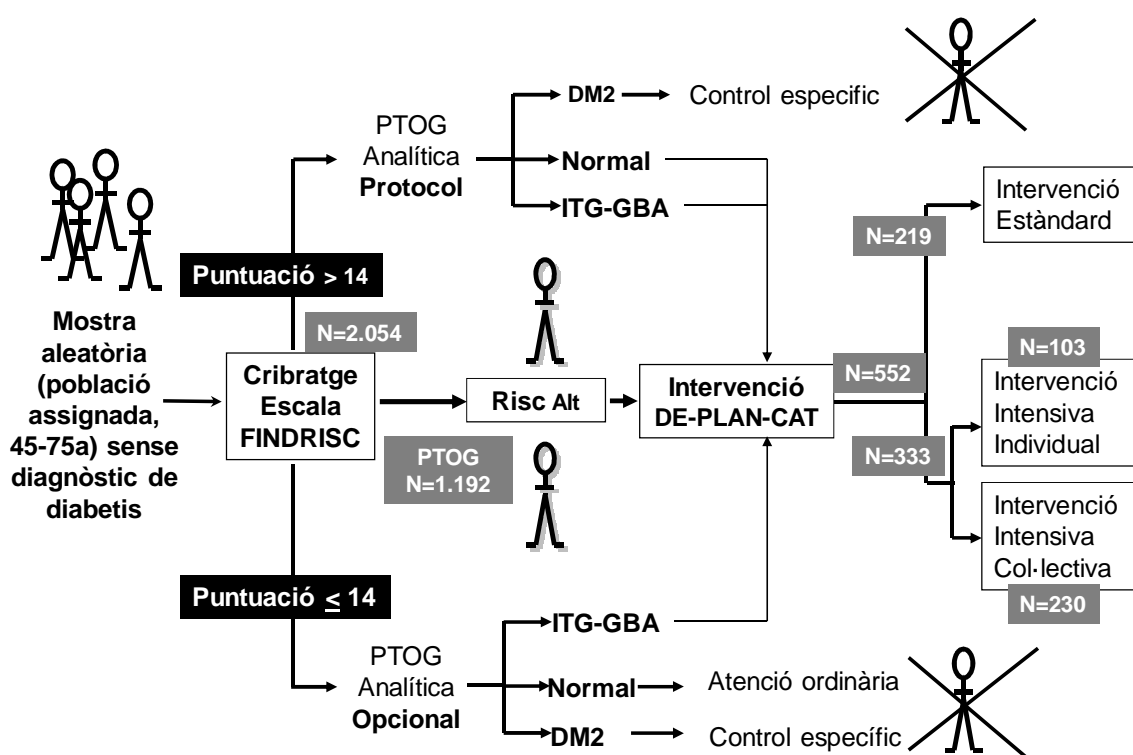 DM2
Control especific
PTOG
Analítica
Protocol
Normal
ITG-GBA
Puntuació > 14
Mostra
aleatòria
(població
assignada,
45-75a) sense
diagnòstic de
diabetis
N=2.054
Cribratge
Escala
FINDRISC
PTOG
N=1.192
Risc Alt
Intervenció
DE-PLAN-CAT
N=552
N=219
Intervenció
Estàndard
N=333
N=103
Intervenció
Intensiva
Individual
Intervenció
Intensiva
Col·lectiva
N=230
Puntuació ≤ 14
PTOG
Analítica
Opcional
ITG-GBA
Normal
Atenció ordinària
DM2
Control específic